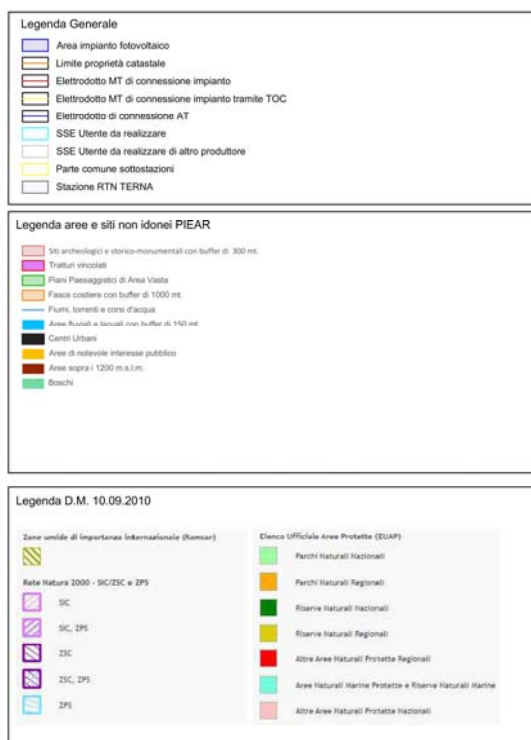 Legenda Generale
Area impianto fotovoltaico
Limite proprietà catastale
Elettrodotto MT di connessione impianto
Elettrodotto MT di connessione impianto tramite TOC
Elettrodotto di connessione AT
SSE Utente da realizzare
SSE Utente da realizzare di altro produttore
Parte comune sottostazioni
Stazione RTN TERNA
Legenda aree e siti non idonei PIEAR
Siti archeologici e storico-monumentali con buffer di 300 mt.
Tratturi vincolati
Piani Paesaggistici di Area Vasta
Fasce costiere con buffer di 1000 mt.
Fiumi, torrenti e corsi d'acqua
Aree fluviali e lacuali con buffer di 150 mt
Centri Urbani
Aree di notevole interesse pubblico
Aree sopra i 1200 m.s.l.m.
Boschi
Legenda D.M. 10.09.2010
Zone umide di importanza internazionale (Ramsar)
Rete Natura 2000 - SIC/ZSC e ZPS
SIC
SIC, ZPS
ZSC
ZSC, ZPS
ZPS
Elenco Ufficiale Aree Protette (EUAP)
Parchi Naturali Nazionali
Parchi Naturali Regionali
Riserve Naturali Nazionali
Riserve Naturali Regionali
Altre Aree Naturali Protette Regionali
Aree Naturali Marine Protette e Riserve Naturali Marine
Altre Aree Naturali Protette Nazionali